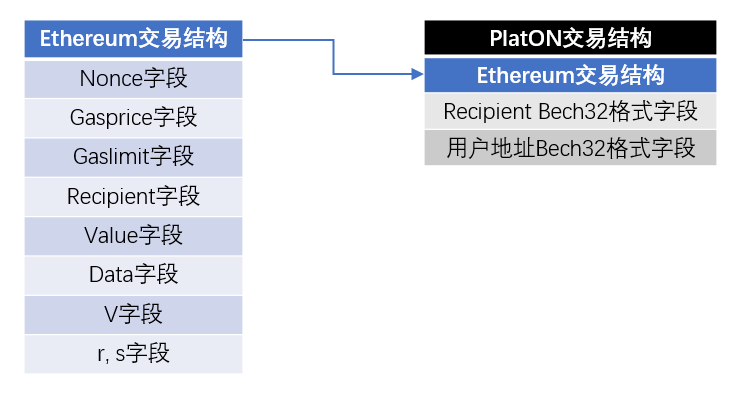 Ethereum交易结构
Nonce字段
Gasprice字段
Gaslimit字段
Recipient字段
Value字段
Data字段
V字段
r, s字段
PlatON交易结构
Ethereum交易结构
Recipient Bech32格式字段
用户地址Bech32格式字段